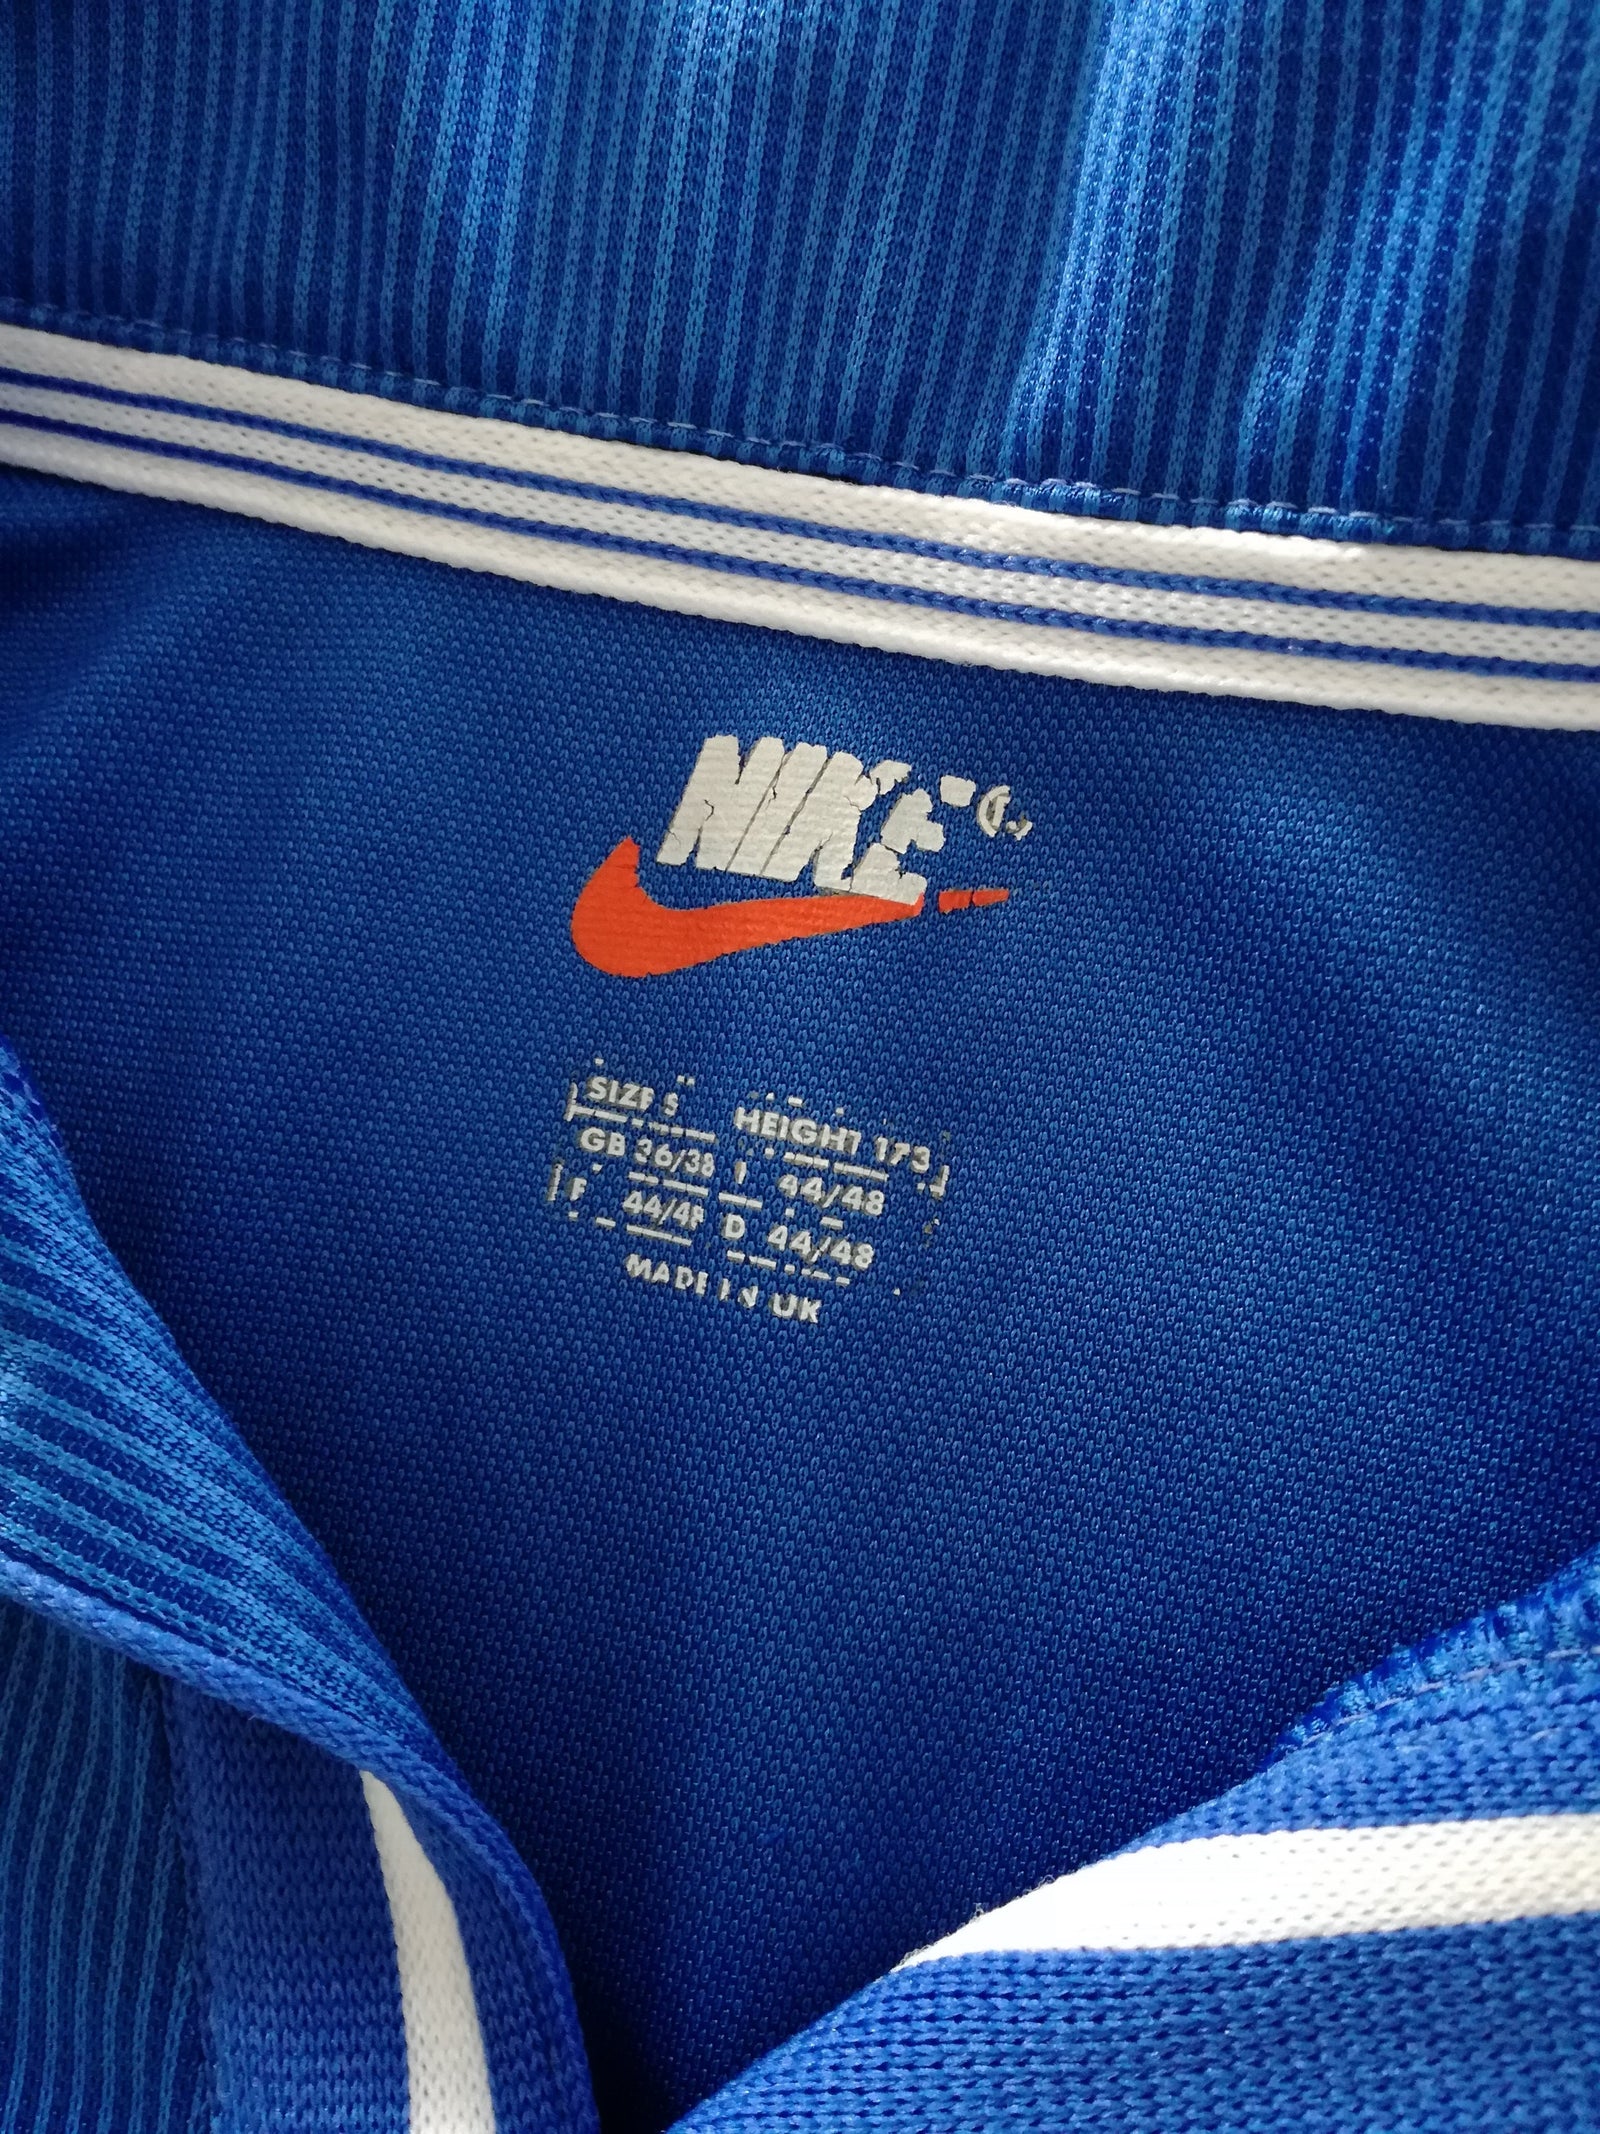 NIKE
SIZE S HEIGHT 173
GB 36/38 I 44/48
F 44/48 D 44/48
MADE IN UK